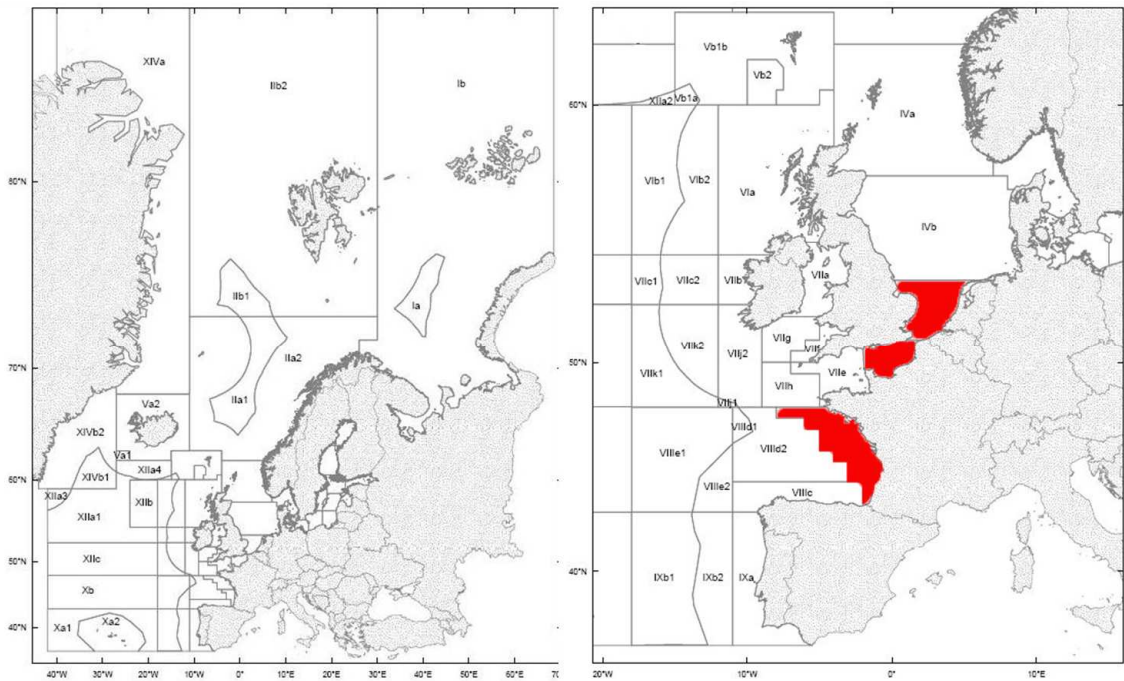 XIVa
IIb2
Ib
80°N
IIb1
Ia
IIa2
70°N
IIa1
Va2
XIVb2
Va1
XIVb1
XIIa4
60°N
XIIa3
XIIb
XIIa1
50°N
XIIc
Xb
40°N
Xa1
Xa2
40°W
30°W
20°W
10°W
0°
10°E
20°E
30°E
40°E
50°E
60°E
70
Vb1b
Vb2
XIIa2
Vb1a
60°N
IVa
VIb1
VIb2
VIa
IVb
VIIc1
VIIc2
VIIb
VIIa
VIIg
VIIf
VIIk2
VIIj2
50°N
VIIk1
VIIe
VIIh
VIIj1
VIIId1
VIIIe1
VIIId2
VIIIe2
VIIIc
40°N
IXb1
IXb2
IXa
20°W
10°W
0°
10°E